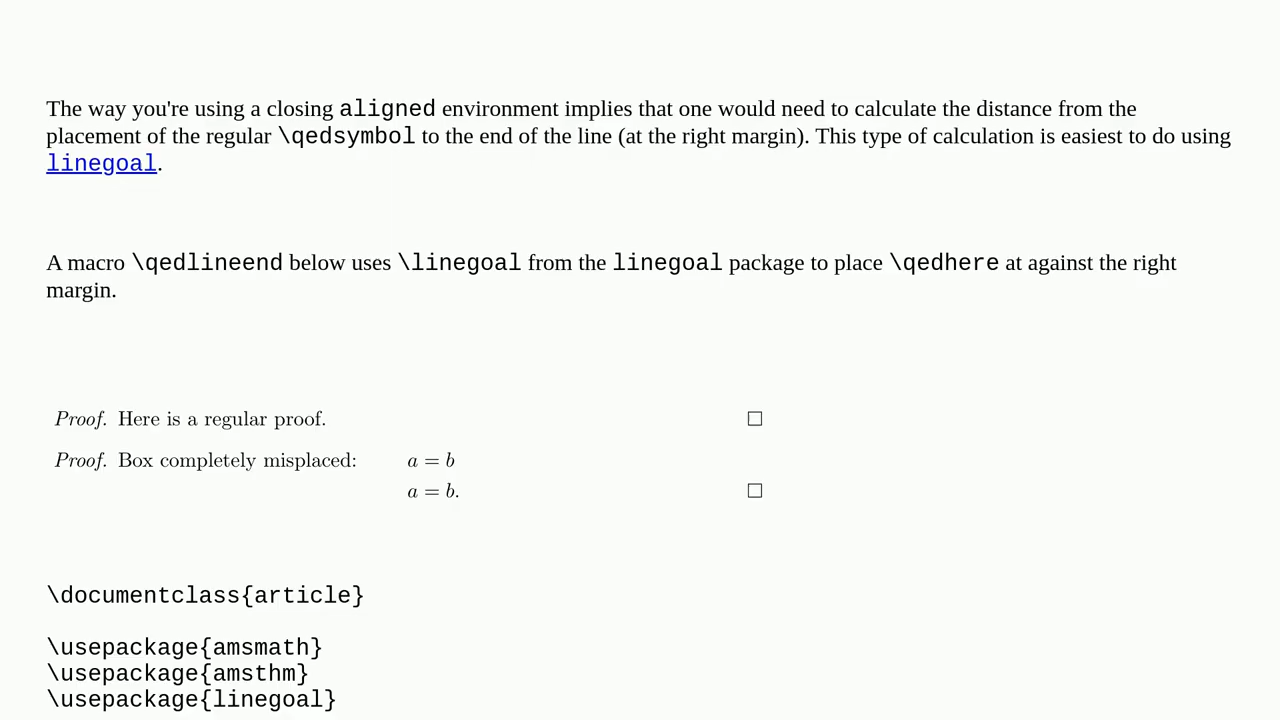 The way you're using a closing aligned environment implies that one would need to calculate the distance from the
placement of the regular \qedsymbol to the end of the line (at the right margin). This type of calculation is easiest to do using
linegoal.
A macro \qedlineend below uses \linegoal from the linegoal package to place \qedhere at against the right
margin.
Proof. Here is a regular proof. □
Proof. Box completely misplaced: a = b
a = b. □
\documentclass{article}
\usepackage{amsmath}
\usepackage{amsthm}
\usepackage{linegoal}